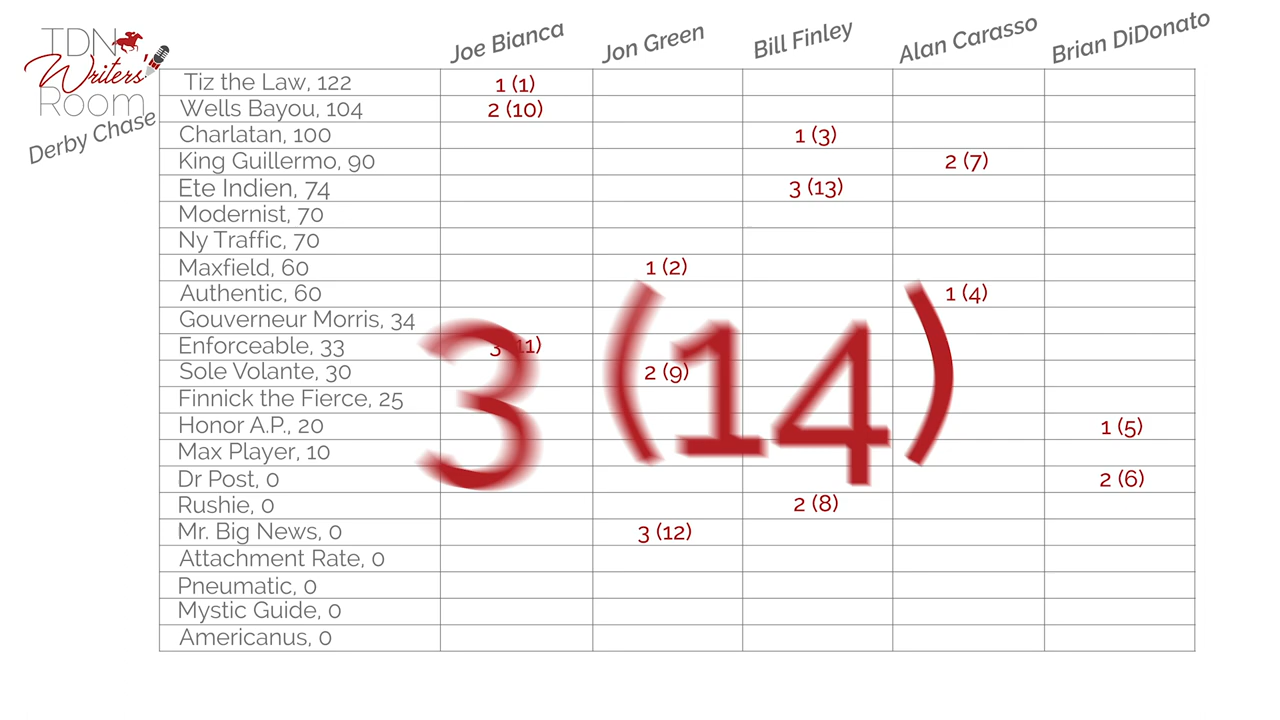 TDN
Writers'
Room
Derby Chase
Joe Bianca Jon Green Bill Finley Alan Carasso Brian DiDonato
Tiz the Law, 122 1 (1)
Wells Bayou, 104 2 (10)
Charlatan, 100 1 (3)
King Guillermo, 90 2 (7)
Ete Indien, 74 3 (13)
Modernist, 70
Ny Traffic, 70
Maxfield, 60 1 (2)
Authentic, 60 1 (4)
Gouverneur Morris, 34
Enforceable, 33 3 (11)
Sole Volante, 30 2 (9)
Finnick the Fierce, 25
3 (14)
Honor A.P., 20 1 (5)
Max Player, 10
Dr Post, 0 2 (6)
Rushie, 0 2 (8)
Mr. Big News, 0 3 (12)
Attachment Rate, 0
Pneumatic, 0
Mystic Guide, 0
Americanus, 0